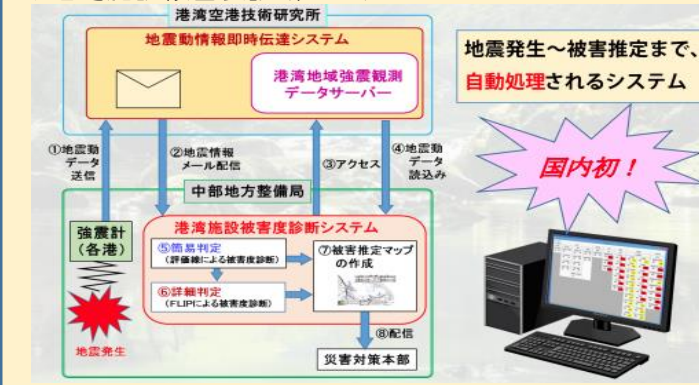 港湾空港技術研究所
地震動情報即時伝達システム
港湾地域強震観測
データサーバー
①地震動
データ
送信
②地震情報
メール配信
③アクセス
④地震動
データ
読込み
中部地方整備局
強震計
(各港)
地震発生
港湾施設被害度診断システム
⑤簡易判定
(評価線による被害度診断)
⑥詳細判定
(FLIPによる被害度診断)
⑦被害推定マップ
の作成
⑧配信
災害対策本部
地震発生~被害推定まで、
自動処理されるシステム
国内初!